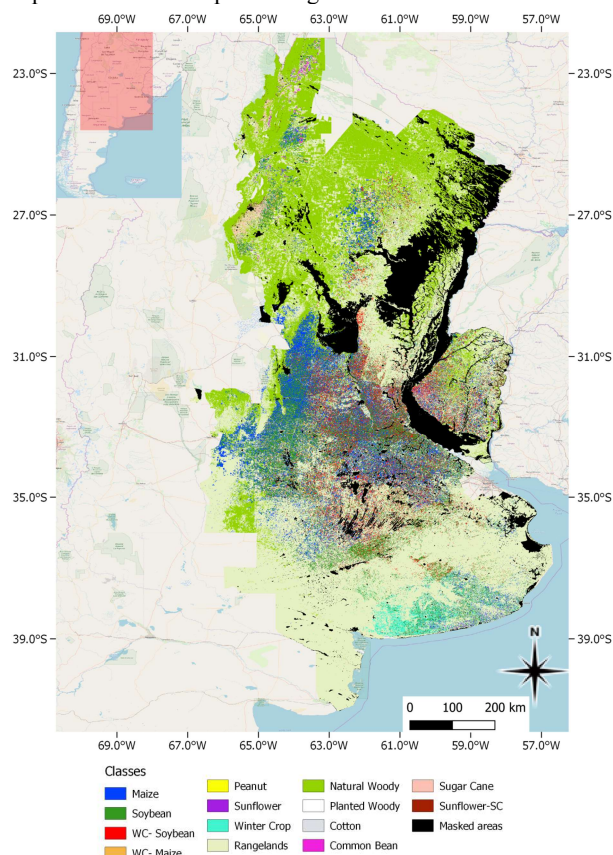 69.0°W 67.0°W 65.0°W 63.0°W 61.0°W 59.0°W 57.0°W
23.0°S 23.0°S
27.0°S 27.0°S
31.0°S 31.0°S
35.0°S 35.0°S
39.0°S 39.0°S
N
0 100 200 km
69.0°W 67.0°W 65.0°W 63.0°W 61.0°W 59.0°W 57.0°W
Classes
Maize
Soybean
WC- Soybean
WC- Maize
Peanut
Sunflower
Winter Crop
Rangelands
Natural Woody
Planted Woody
Cotton
Common Bean
Sugar Cane
Sunflower-SC
Masked areas